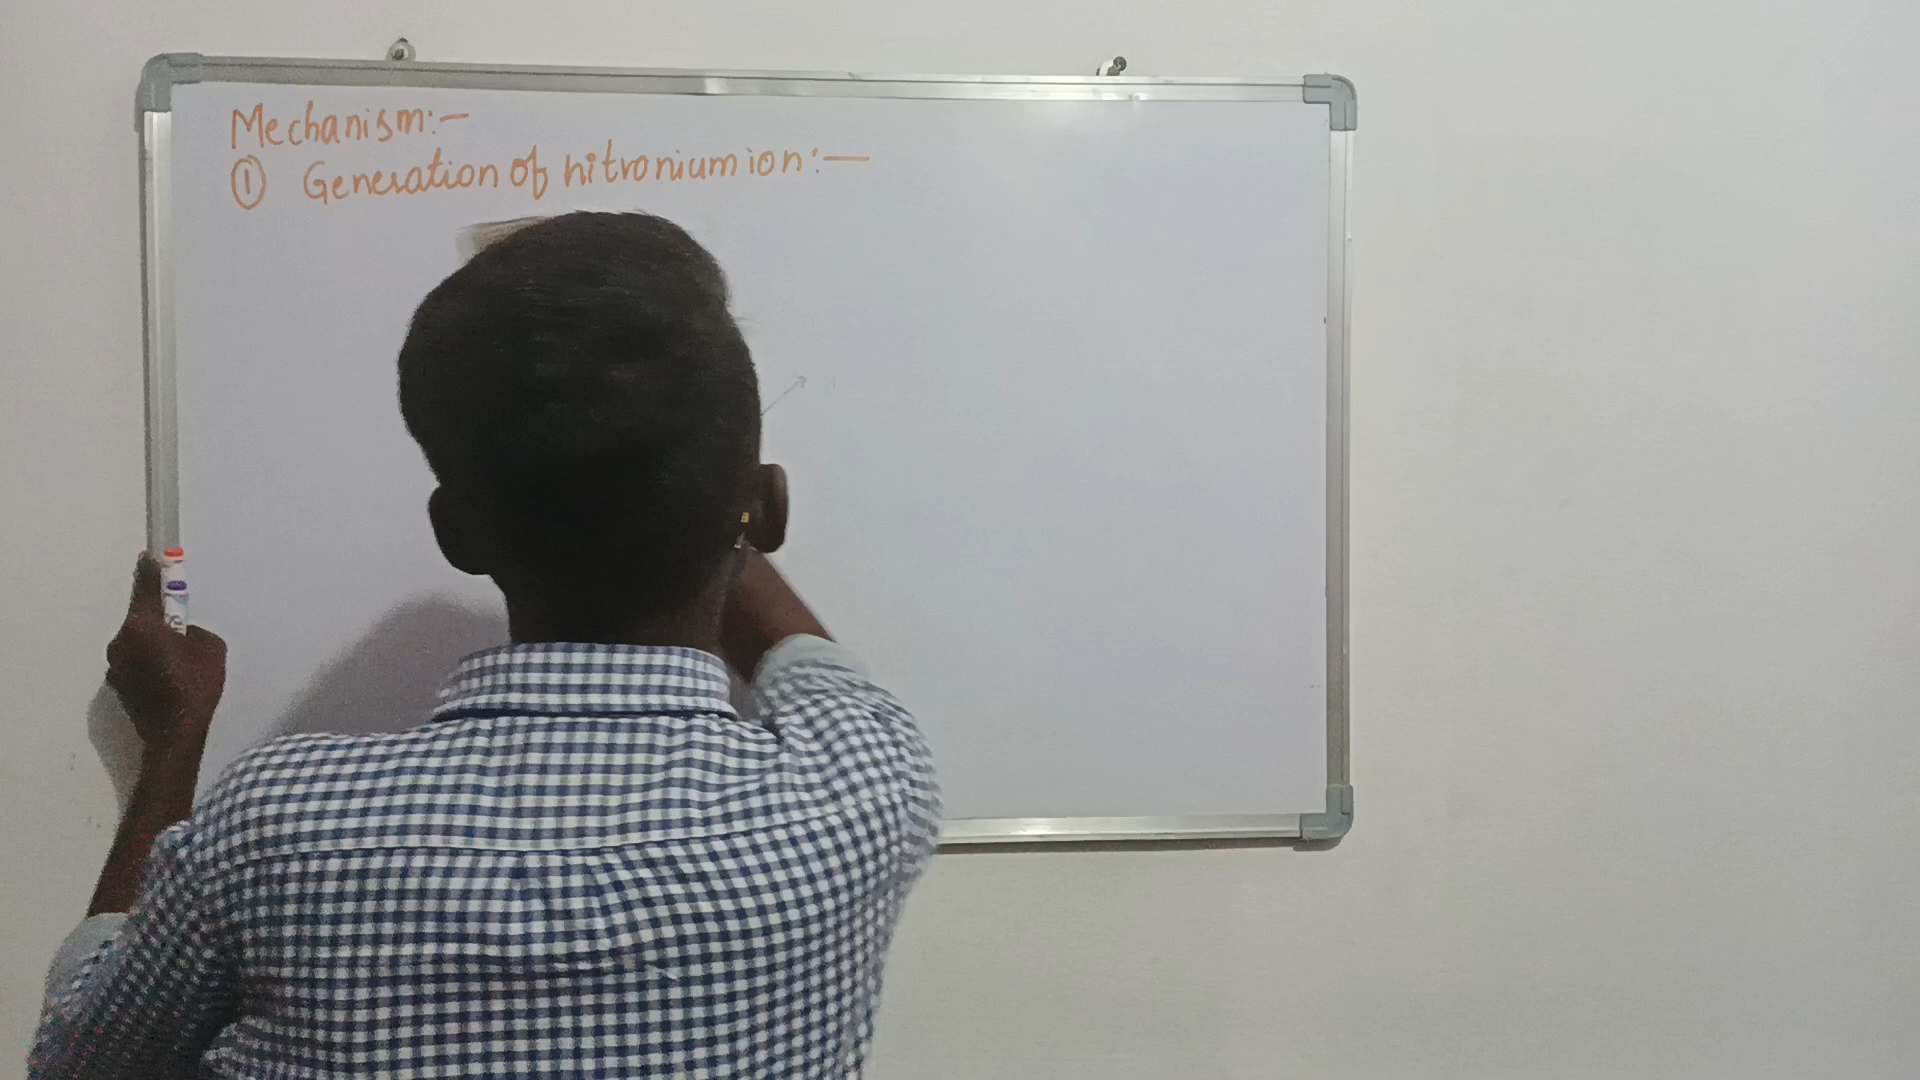 Mechanism:-
① Generation of nitronium ion:-